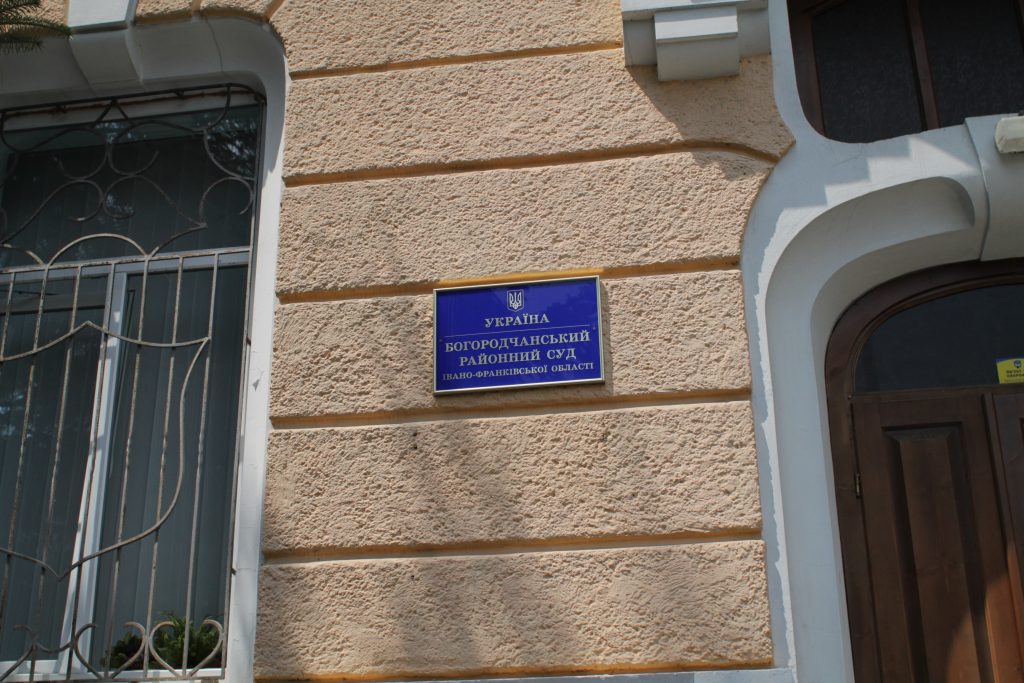 УКРАЇНА
БОГОРОДЧАНСЬКИЙ
РАЙОННИЙ СУД
ІВАНО-ФРАНКІВСЬКОЇ ОБЛАСТІ